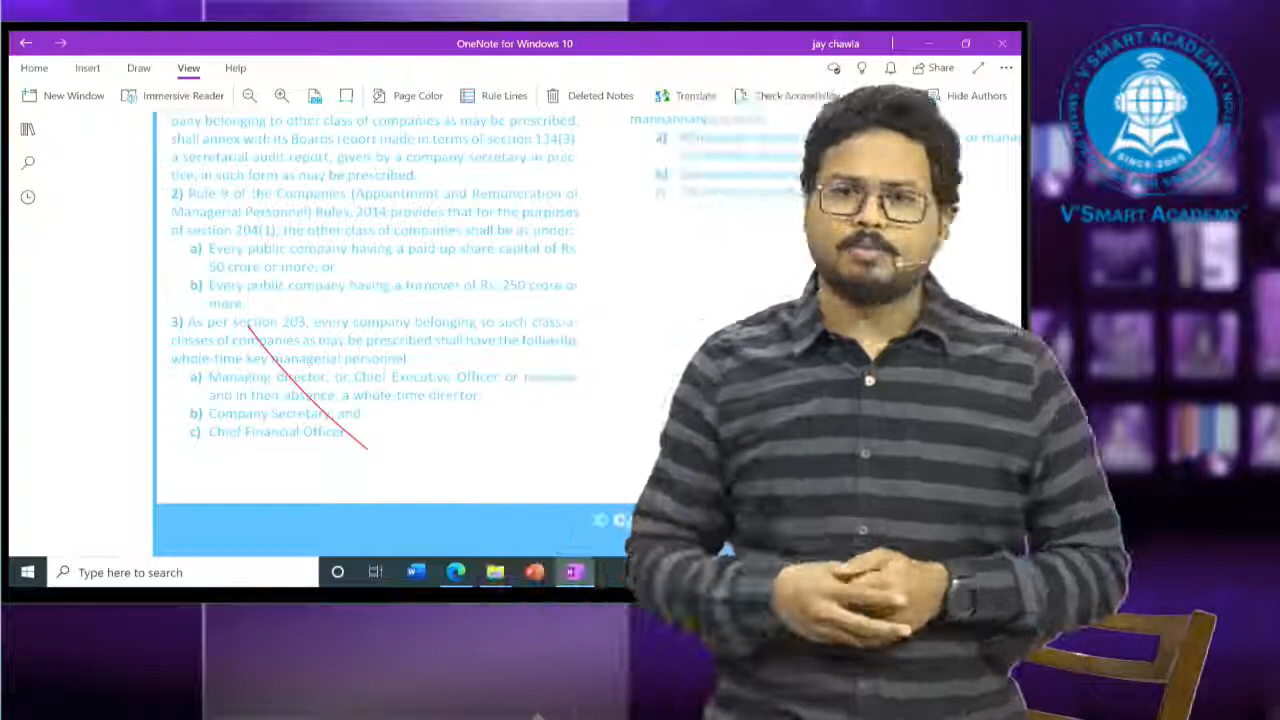 OneNote for Windows 10
jay chawla
Home Insert Draw View Help
Share
New Window Immersive Reader Page Color Rule Lines Deleted Notes Translate Check Accessibility Hide Authors
pany belonging to other class of companies as may be prescribed,
shall annex with its Boards report made in terms of section 134(3)
a secretarial audit report, given by a company secretary in prac-
tice, in such form as may be prescribed.
2) Rule 9 of the Companies (Appointment and Remuneration of
Managerial Personnel) Rules, 2014 provides that for the purposes
of section 204(1), the other class of companies shall be as under:
a) Every public company having a paid up share capital of Rs
50 crore or more; or
b) Every public company having a turnover of Rs. 250 crore or
more.
3) As per section 203, every company belonging to such class
classes of companies as may be prescribed shall have the
whole-time key managerial personnel
a) Managing director, or Chief Executive Officer or
and in their absence, a whole-time director;
b) Company Secretary; and
c) Chief Financial Officer
a)
or
b)
Type here to search
V'SMART ACADEMY
SINCE-2005
V'SMART ACADEMY